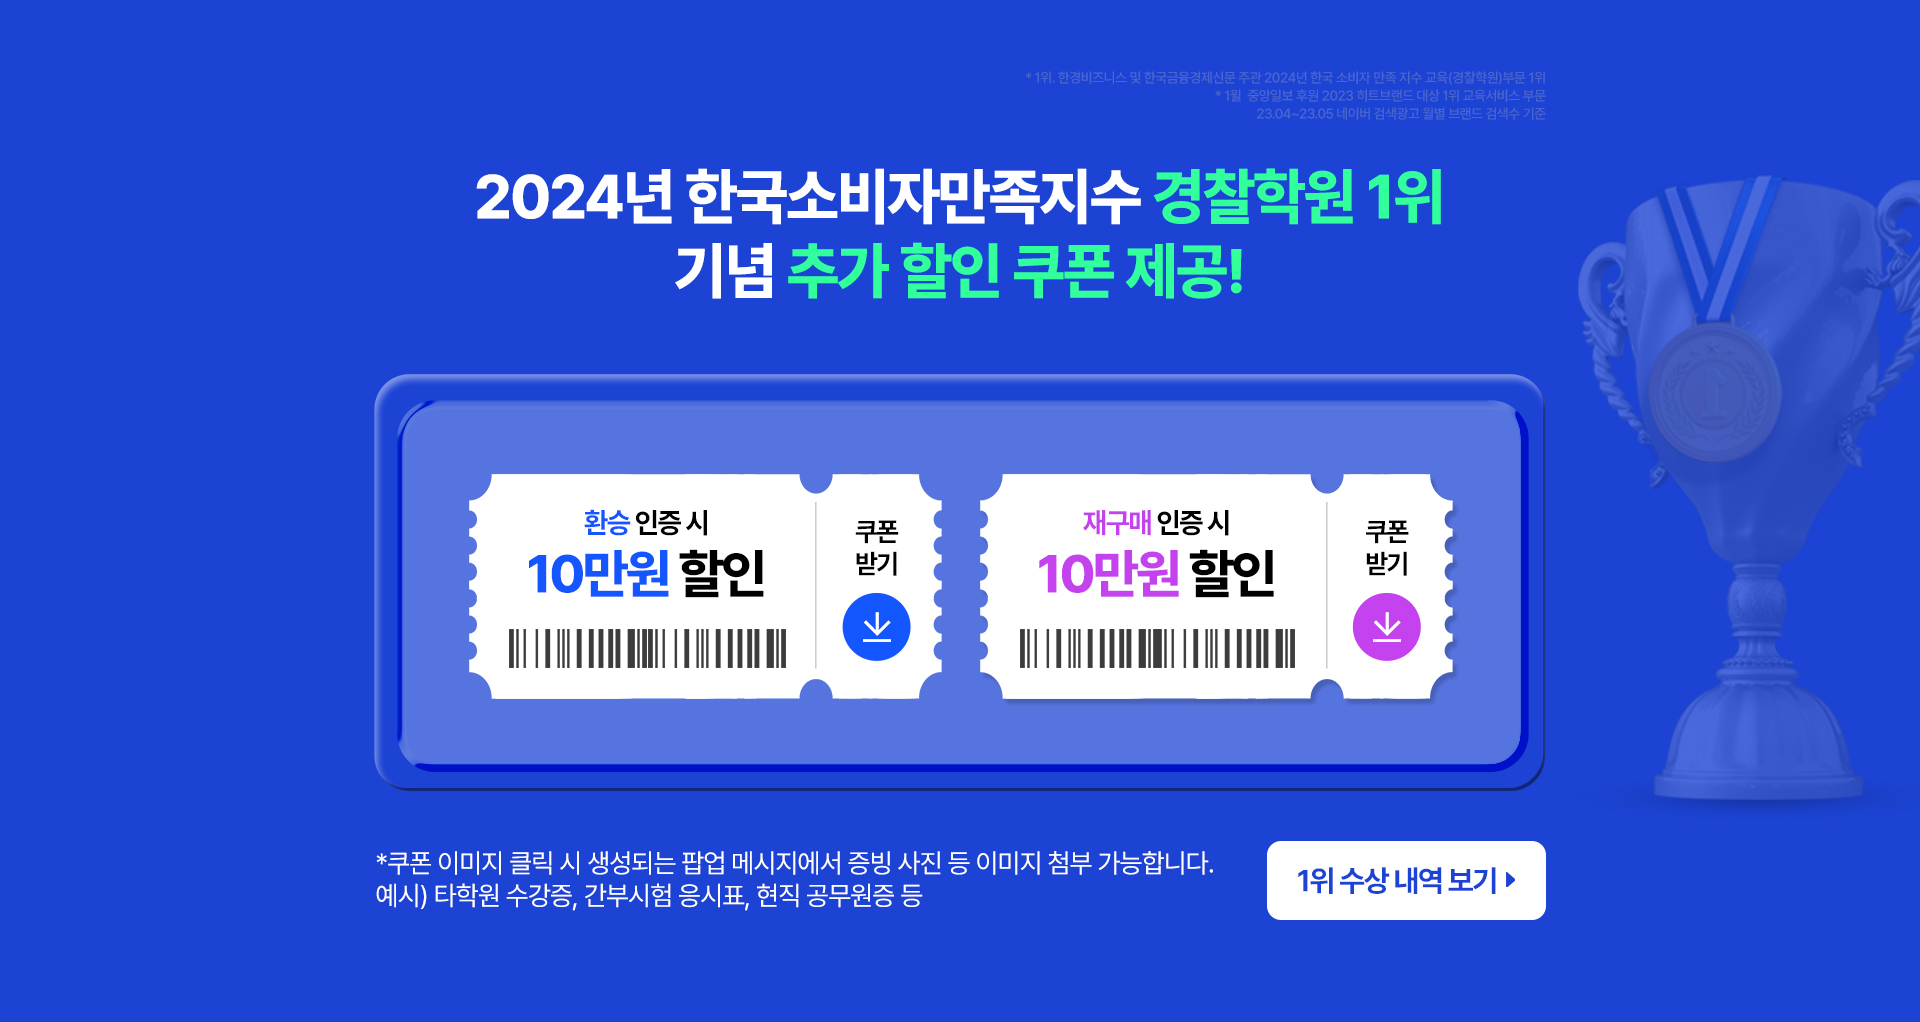 * 1위. 한경비즈니스 및 한국금융경제신문 주관 2024년 한국 소비자 만족 지수 교육(경찰학원)부문 1위
* 1월 중앙일보 후원 2023 히트브랜드 대상 1위 교육서비스 부문
23.04~23.05 네이버 검색광고 월별 브랜드 검색수 기준
2024년 한국소비자만족지수 경찰학원 1위
기념 추가 할인 쿠폰 제공!
환승 인증 시
10만원 할인
쿠폰
받기
재구매 인증 시
10만원 할인
쿠폰
받기
*쿠폰 이미지 클릭 시 생성되는 팝업 메시지에서 증빙 사진 등 이미지 첨부 가능합니다.
예시) 타학원 수강증, 간부시험 응시표, 현직 공무원증 등
1위 수상 내역 보기